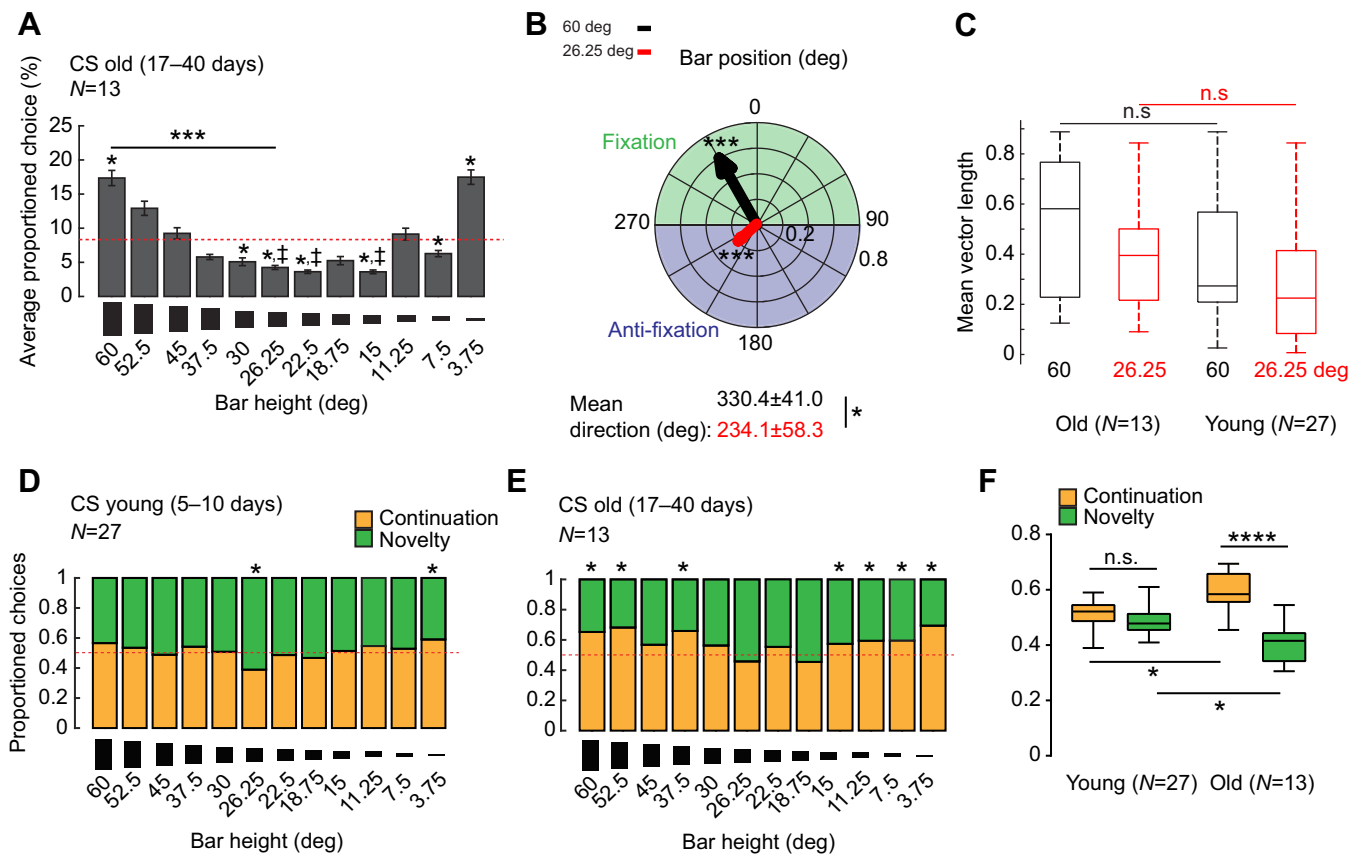 A
CS old (17–40 days)
N=13
Average proportioned choice (%)
25
20
15
10
5
0
***
*
*
*,‡
*,‡
*,‡
*
*
60
52.5
45
37.5
30
26.25
22.5
18.75
15
11.25
7.5
3.75
Bar height (deg)
B
60 deg
26.25 deg
Bar position (deg)
0
Fixation
***
270
90
0.2
0.8
***
Anti-fixation
180
Mean direction (deg):
330.4±41.0
234.1±58.3
*
C
n.s
n.s
Mean vector length
0.8
0.6
0.4
0.2
0
60
26.25
60
26.25 deg
Old (N=13)
Young (N=27)
D
CS young (5–10 days)
N=27
Continuation
Novelty
Proportioned choices
1
0.8
0.6
0.4
0.2
0
*
*
60
52.5
45
37.5
30
26.25
22.5
18.75
15
11.25
7.5
3.75
Bar height (deg)
E
CS old (17–40 days)
N=13
1
0.8
0.6
0.4
0.2
0
*
*
*
*
*
*
*
60
52.5
45
37.5
30
26.25
22.5
18.75
15
11.25
7.5
3.75
Bar height (deg)
F
Continuation
Novelty
0.8
0.6
0.4
0.2
0
n.s.
****
*
*
Young (N=27)
Old (N=13)